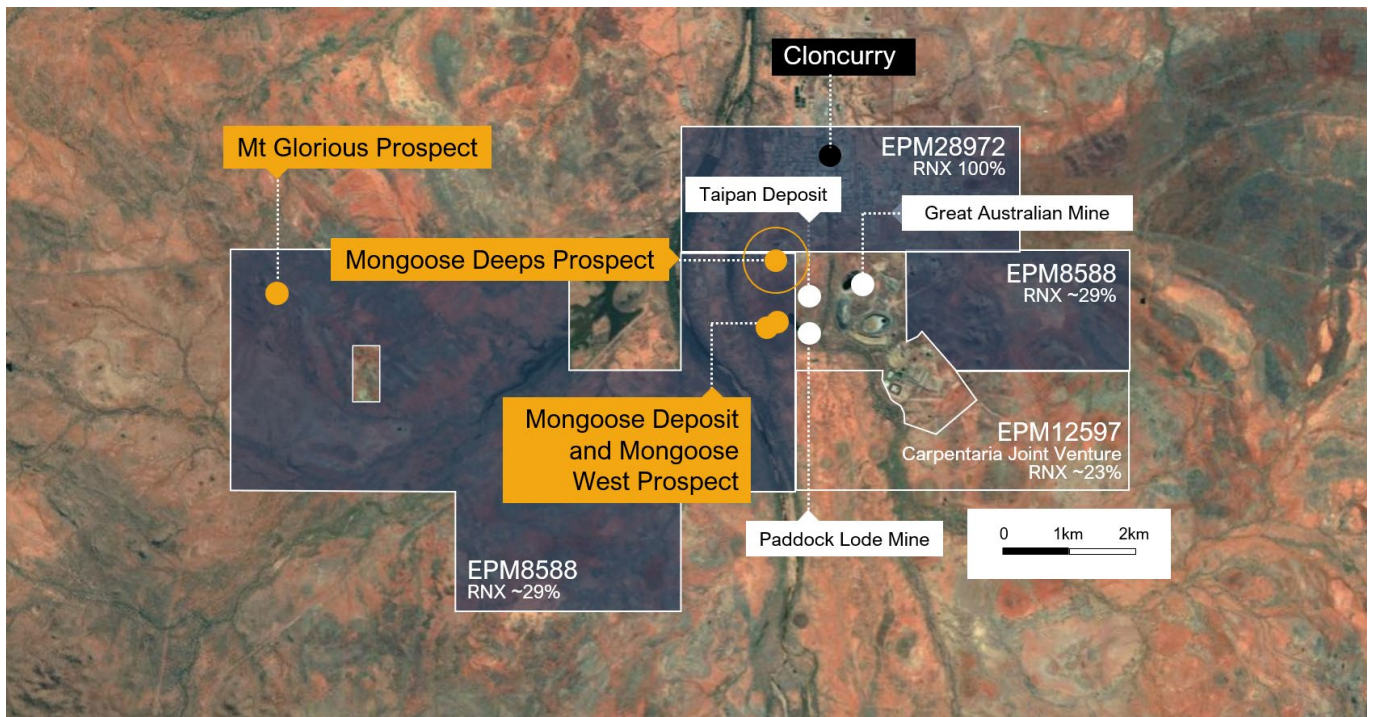 Cloncurry
Mt Glorious Prospect
EPM28972
RNX 100%
Taipan Deposit
Great Australian Mine
Mongoose Deeps Prospect
EPM8588
RNX ~29%
Mongoose Deposit
and Mongoose
West Prospect
EPM12597
Carpentaria Joint Venture
RNX ~23%
Paddock Lode Mine
0 1km 2km
EPM8588
RNX ~29%